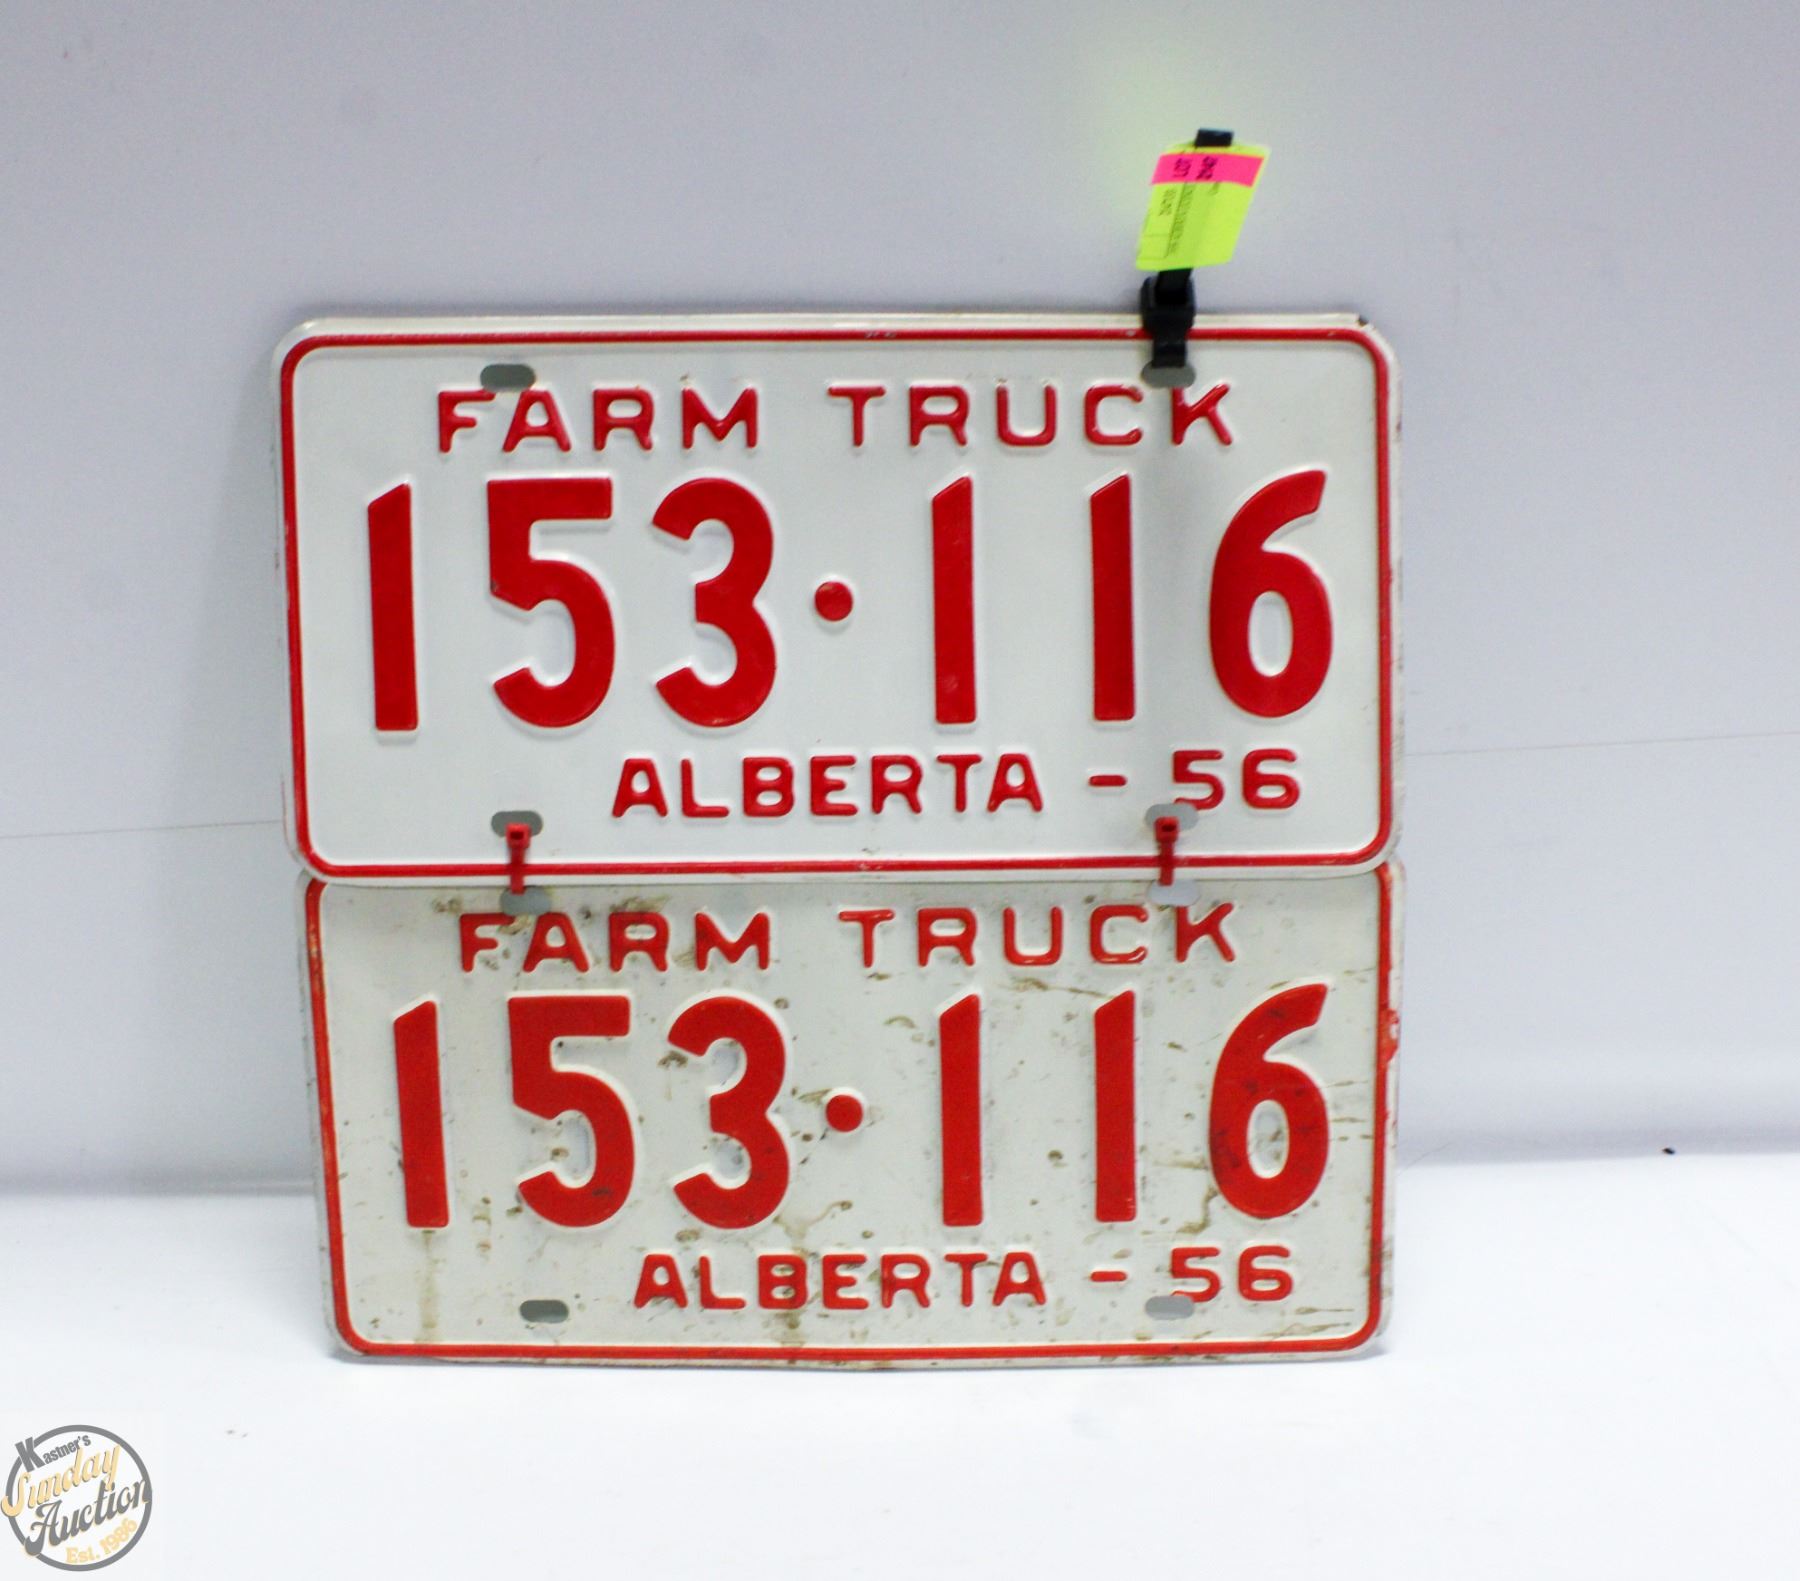 FARM TRUCK
153·116
ALBERTA - 56
FARM TRUCK
153·116
ALBERTA - 56
Kastner's
Sunday
Auction
Est. 1986